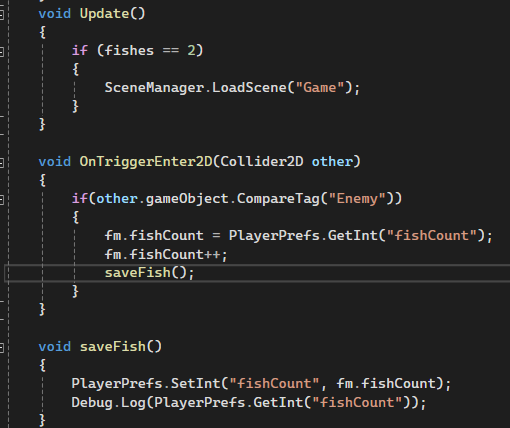 void Update()
{
if (fishes == 2)
{
SceneManager.LoadScene("Game");
}
}
void OnTriggerEnter2D(Collider2D other)
{
if(other.gameObject.CompareTag("Enemy"))
{
fm.fishCount = PlayerPrefs.GetInt("fishCount");
fm.fishCount++;
saveFish();
}
}
void saveFish()
{
PlayerPrefs.SetInt("fishCount", fm.fishCount);
Debug.Log(PlayerPrefs.GetInt("fishCount"));
}